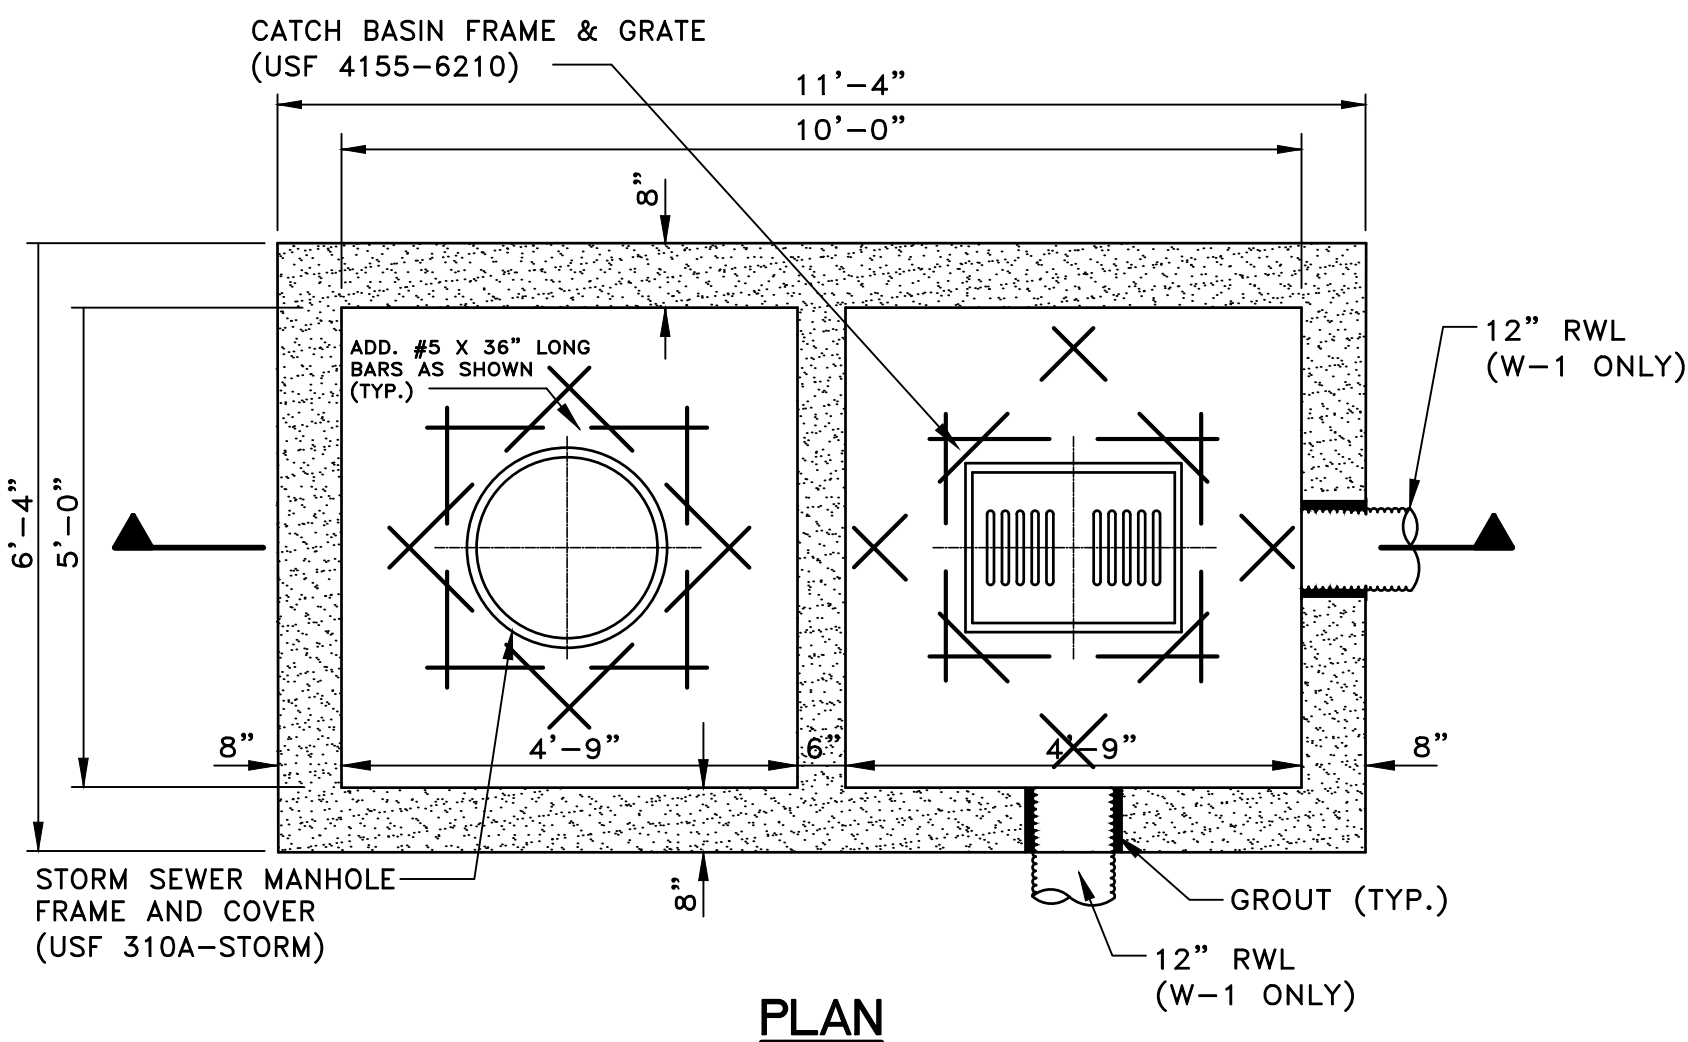 CATCH BASIN FRAME & GRATE
(USF 4155-6210)
11'-4"
10'-0"
8"
12" RWL
(W-1 ONLY)
ADD. #5 X 36" LONG
BARS AS SHOWN
(TYP.)
6'-4"
5'-0"
8"
4'-9"
6"
4'-9"
8"
STORM SEWER MANHOLE
FRAME AND COVER
(USF 310A-STORM)
8"
GROUT (TYP.)
12" RWL
(W-1 ONLY)
PLAN